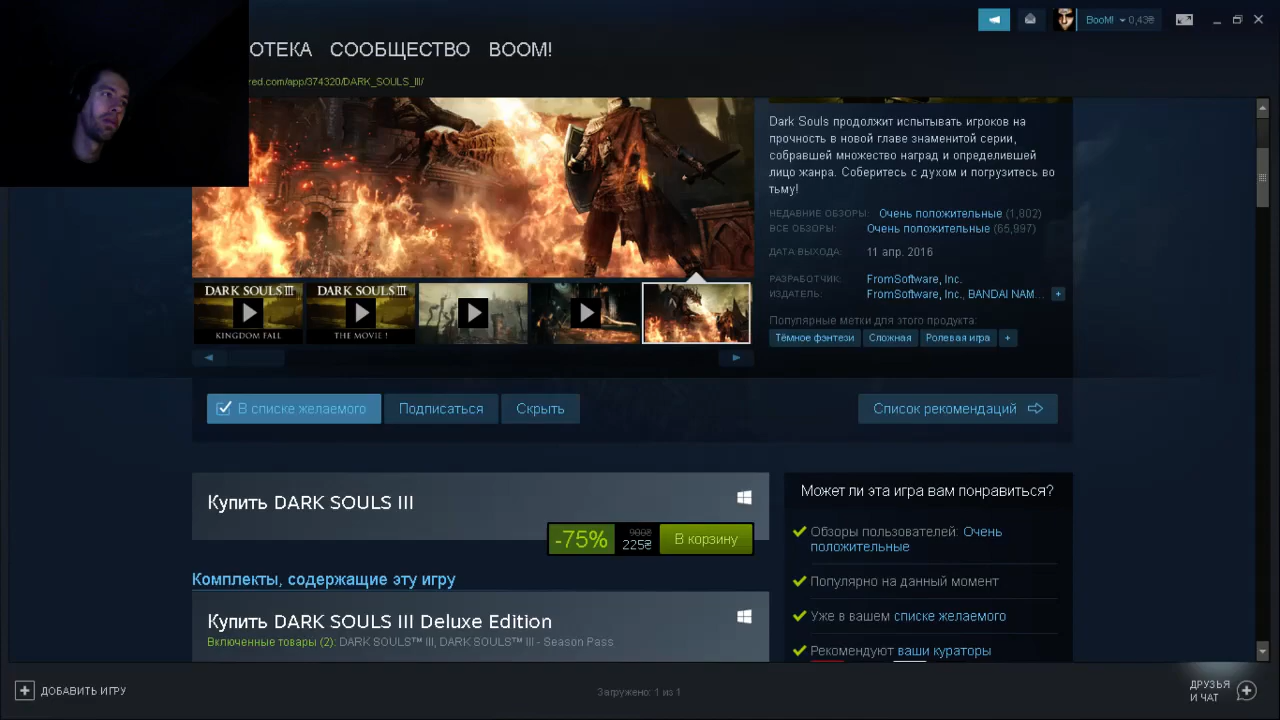 BooM! 0,43₴
ОТЕКА СООБЩЕСТВО BOOM!
red.com/app/374320/DARK_SOULS_III/
Dark Souls продолжит испытывать игроков на
прочность в новой главе знаменитой серии,
собравшей множество наград и определившей
лицо жанра. Соберитесь с духом и погрузитесь во
тьму!
НЕДАВНИЕ ОБЗОРЫ: Очень положительные (1,802)
ВСЕ ОБЗОРЫ: Очень положительные (65,997)
ДАТА ВЫХОДА: 11 апр. 2016
РАЗРАБОТЧИК: FromSoftware, Inc.
ИЗДАТЕЛЬ: FromSoftware, Inc., BANDAI NAM... +
Популярные метки для этого продукта:
Тёмное фэнтези Сложная Ролевая игра +
DARK SOULS III
KINGDOM FALL
DARK SOULS III
THE MOVIE !
В списке желаемого Подписаться Скрыть Список рекомендаций
Купить DARK SOULS III
-75% 900₴ 225₴ В корзину
Комплекты, содержащие эту игру
Купить DARK SOULS III Deluxe Edition
Включенные товары (2): DARK SOULS™ III, DARK SOULS™ III - Season Pass
Может ли эта игра вам понравиться?
Обзоры пользователей: Очень
положительные
Популярно на данный момент
Уже в вашем списке желаемого
Рекомендуют ваши кураторы
ДОБАВИТЬ ИГРУ
Загружено: 1 из 1
ДРУЗЬЯ
И ЧАТ